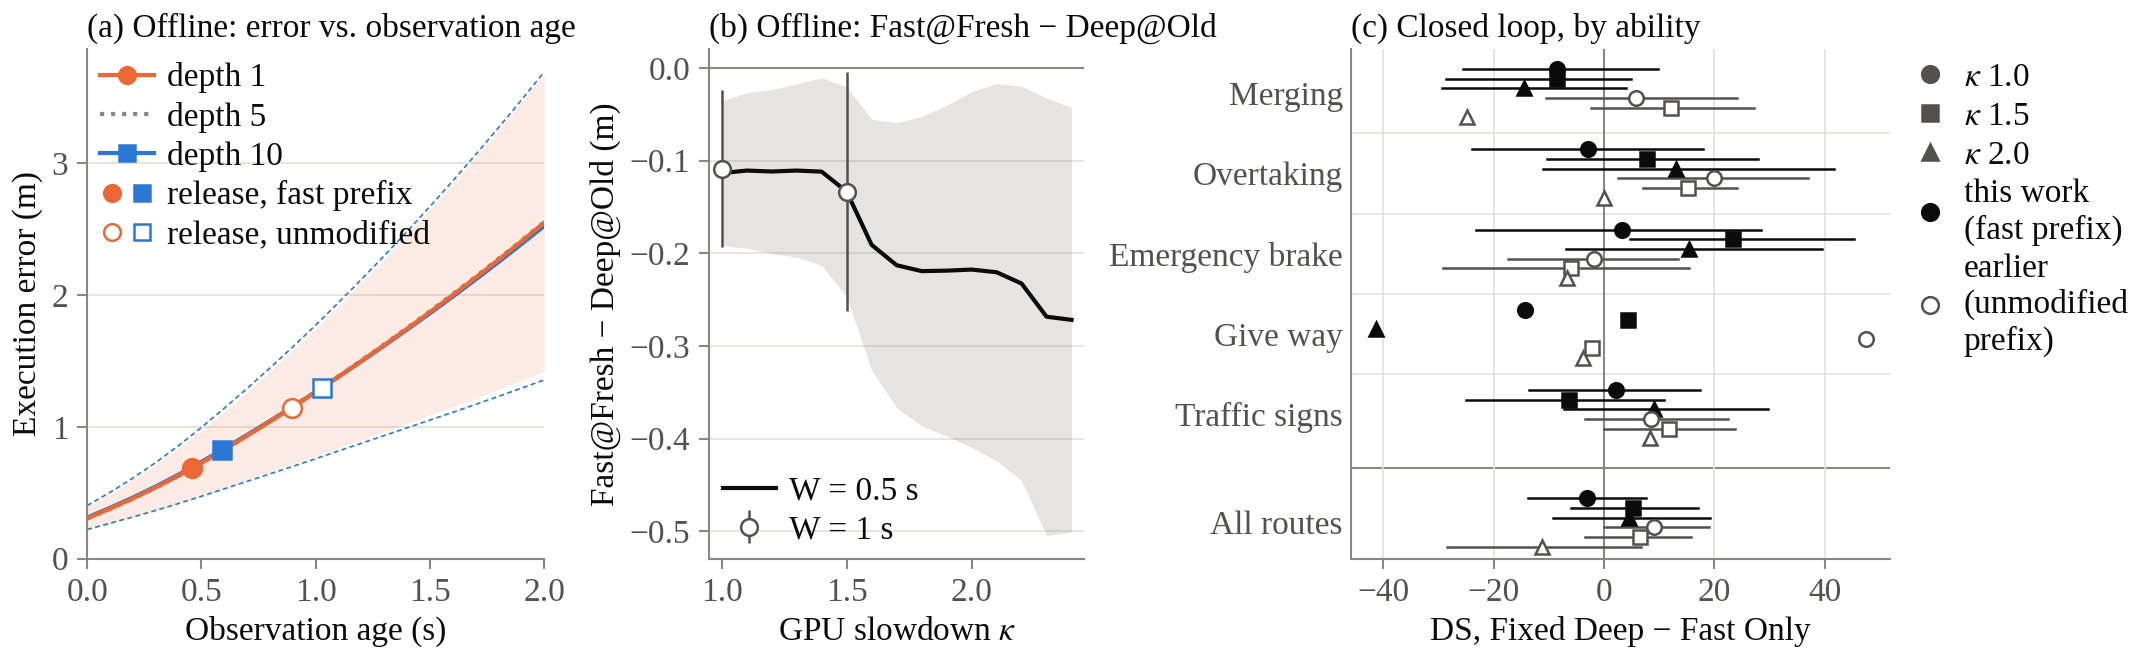 (a) Offline: error vs. observation age
depth 1
depth 5
depth 10
release, fast prefix
release, unmodified
Execution error (m)
3
2
1
0
0.0 0.5 1.0 1.5 2.0
Observation age (s)
(b) Offline: Fast@Fresh − Deep@Old
Fast@Fresh − Deep@Old (m)
0.0
−0.1
−0.2
−0.3
−0.4
−0.5
W = 0.5 s
W = 1 s
1.0 1.5 2.0
GPU slowdown κ
(c) Closed loop, by ability
Merging
Overtaking
Emergency brake
Give way
Traffic signs
All routes
−40 −20 0 20 40
DS, Fixed Deep − Fast Only
κ 1.0
κ 1.5
κ 2.0
this work
(fast prefix)
earlier
(unmodified
prefix)